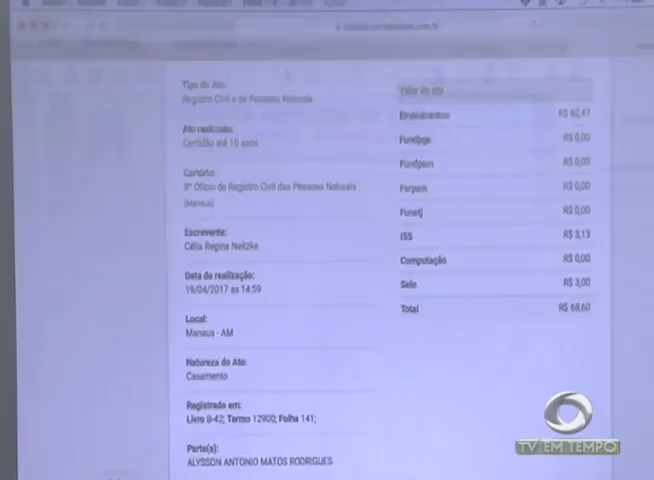 Tipo do Ato:
Registro Civil e de Pessoas Naturais
Ato realizado:
Certidão até 10 anos
Cartório:
8º Ofício de Registro Civil das Pessoas Naturais
(Manaus)
Escrevente:
Célia Regina Neitzke
Data de realização:
19/04/2017 às 14:59
Local:
Manaus - AM
Natureza do Ato:
Casamento
Registrado em:
Livro B-42; Termo 12900; Folha 141;
Parte(s):
ALYSSON ANTONIO MATOS RODRIGUES
Valor do ato
Emolumentos R$ 62,47
Fundpge R$ 0,00
Fundpam R$ 0,00
Farpam R$ 0,00
Funetj R$ 0,00
ISS R$ 3,13
Computação R$ 0,00
Selo R$ 3,00
Total R$ 68,60
TV EM TEMPO